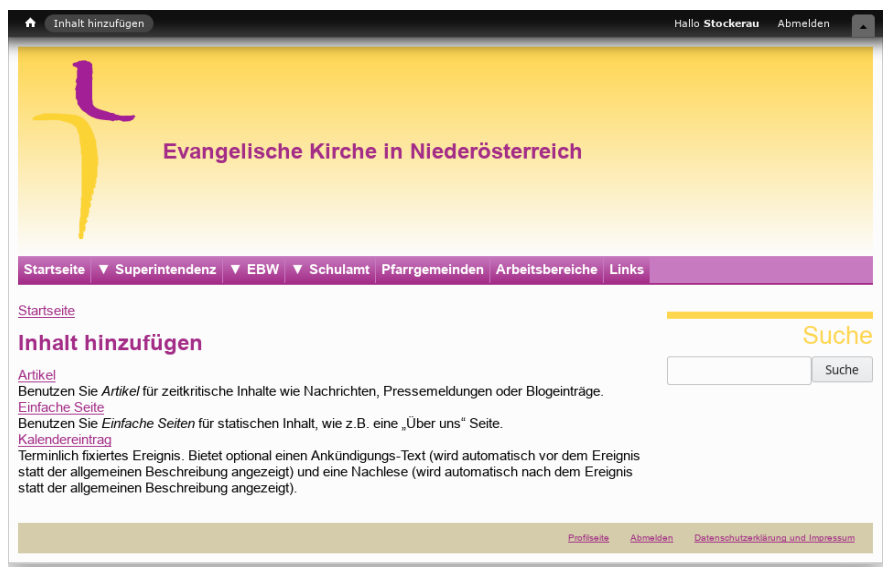 Inhalt hinzufügen
Hallo Stockerau Abmelden
Evangelische Kirche in Niederösterreich
Startseite ▼ Superintendenz ▼ EBW ▼ Schulamt Pfarrgemeinden Arbeitsbereiche Links
Startseite
Inhalt hinzufügen
Artikel
Benutzen Sie Artikel für zeitkritische Inhalte wie Nachrichten, Pressemeldungen oder Blogeinträge.
Einfache Seite
Benutzen Sie Einfache Seiten für statischen Inhalt, wie z.B. eine „Über uns“ Seite.
Kalendereintrag
Terminlich fixiertes Ereignis. Bietet optional einen Ankündigungs-Text (wird automatisch vor dem Ereignis
statt der allgemeinen Beschreibung angezeigt) und eine Nachlese (wird automatisch nach dem Ereignis
statt der allgemeinen Beschreibung angezeigt).
Suche
Suche
Profilseite Abmelden Datenschutzerklärung und Impressum